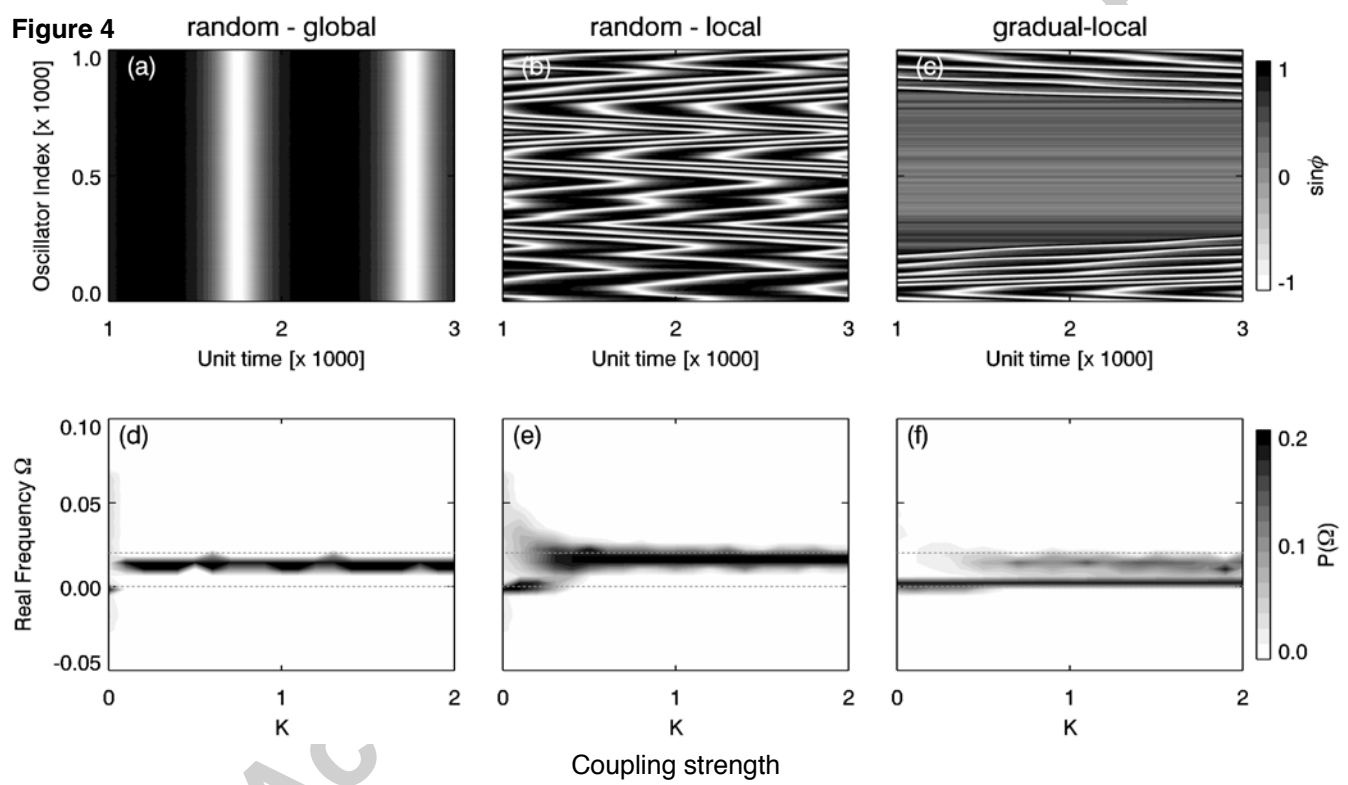 Figure 4
random - global
random - local
gradual-local
(a)
(b)
(c)
Oscillator Index [x 1000]
1.0
0.5
0.0
1
2
3
1
2
3
1
2
3
Unit time [x 1000]
Unit time [x 1000]
Unit time [x 1000]
1
0
-1
sinϕ
(d)
(e)
(f)
Real Frequency Ω
0.10
0.05
0.00
-0.05
0
1
2
0
1
2
0
1
2
K
K
K
0.2
0.1
0.0
P(Ω)
Coupling strength